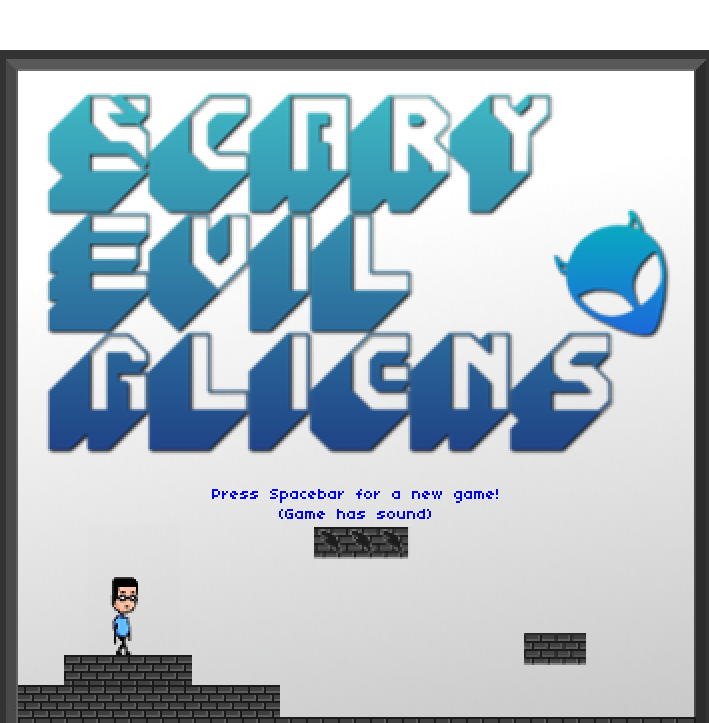 SCARY
EVIL
ALIENS
Press Spacebar for a new game!
(Game has sound)